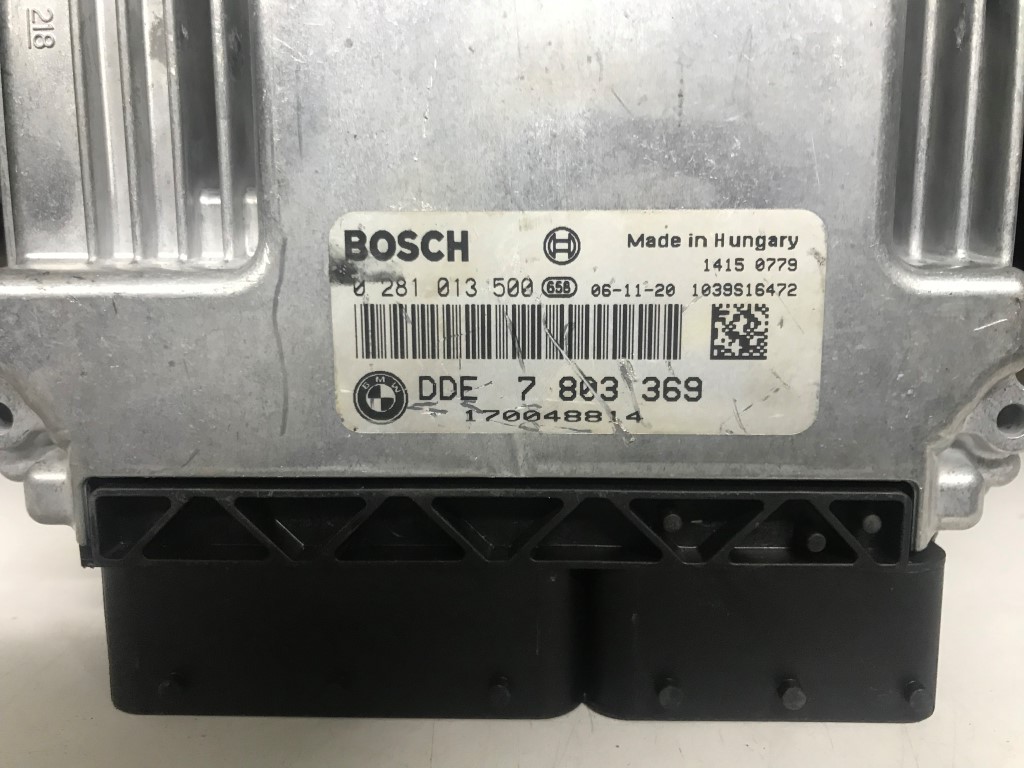 218
BOSCH Made in Hungary
1415 0779
0 281 013 500 658 06-11-20 1039S16472
BMW DDE 7 803 369
170048814